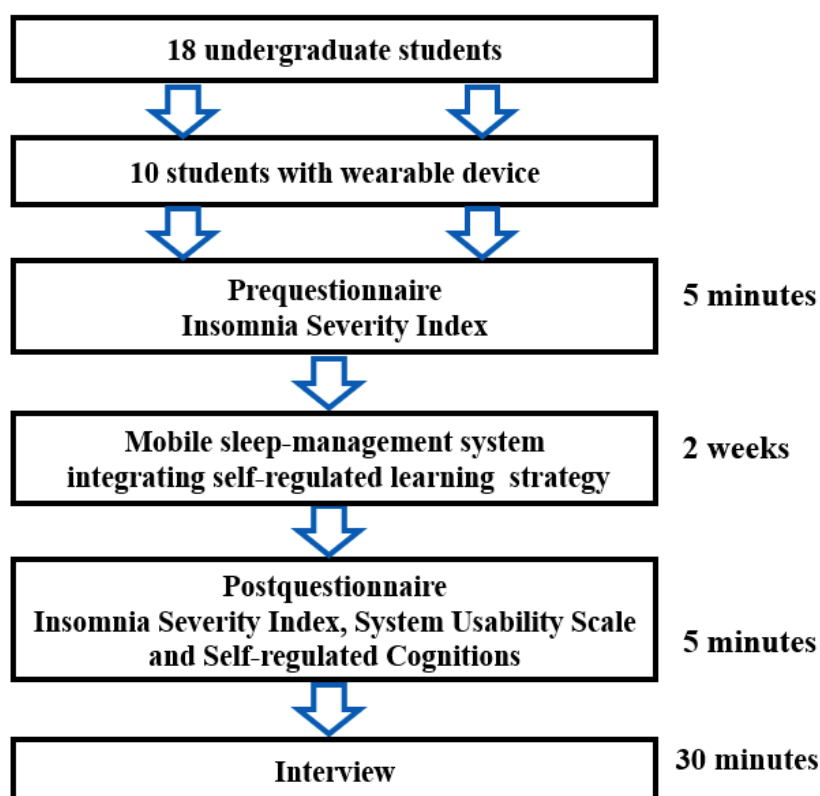 18 undergraduate students
10 students with wearable device
Prequestionnaire
Insomnia Severity Index
5 minutes
Mobile sleep-management system
integrating self-regulated learning strategy
2 weeks
Postquestionnaire
Insomnia Severity Index, System Usability Scale
and Self-regulated Cognitions
5 minutes
Interview
30 minutes